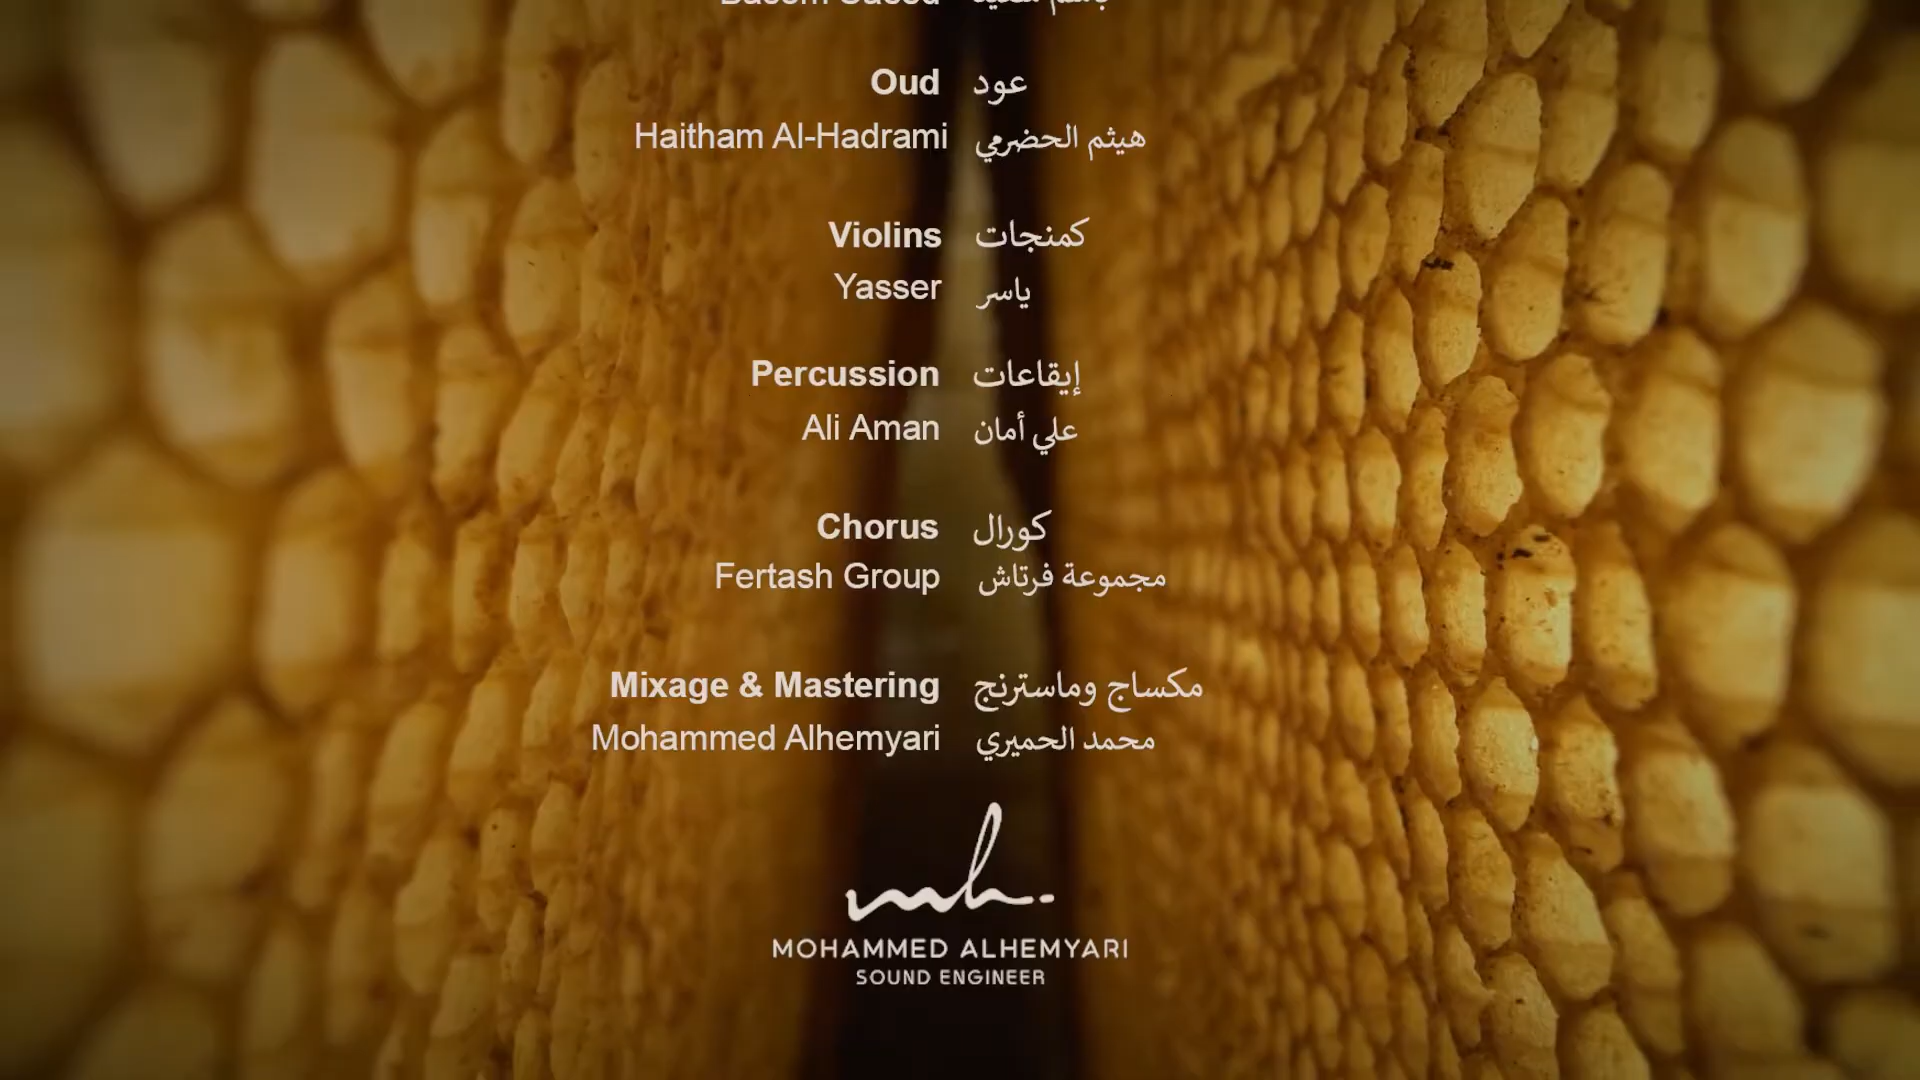 Oud عود
Haitham Al-Hadrami هيثم الحضرمي
Violins كمنجات
Yasser ياسر
Percussion إيقاعات
Ali Aman علي أمان
Chorus كورال
Fertash Group مجموعة فرتاش
Mixage & Mastering مكساج وماسترنج
Mohammed Alhemyari محمد الحميري
mh.
MOHAMMED ALHEMYARI
SOUND ENGINEER